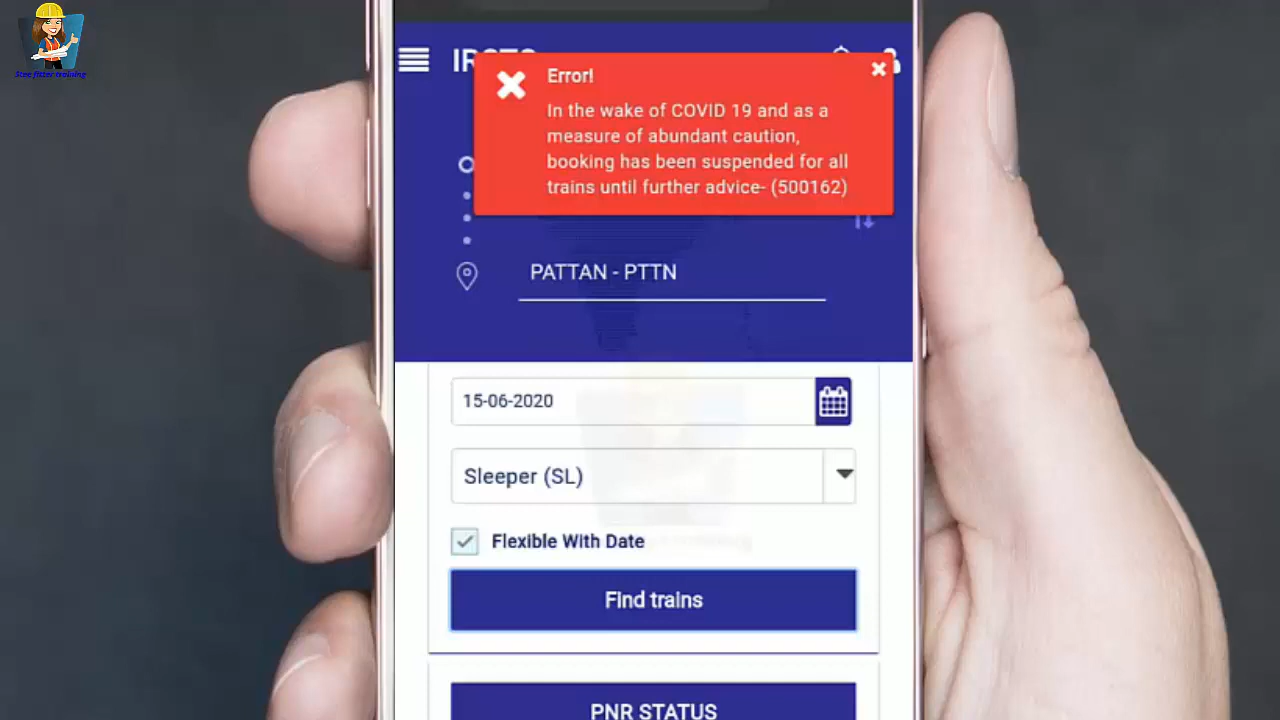 Error!
In the wake of COVID 19 and as a
measure of abundant caution,
booking has been suspended for all
trains until further advice- (500162)
PATTAN - PTTN
15-06-2020
Sleeper (SL)
Flexible With Date
Find trains
PNR STATUS